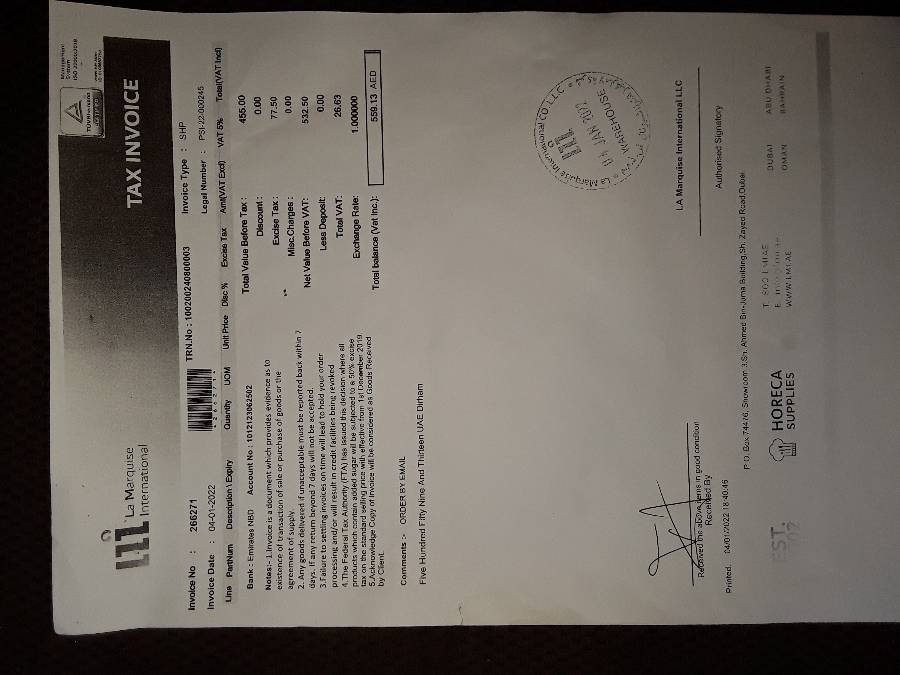 Management
System
ISO 22000:2018
TÜVRheinland
CERTIFIED
La Marquise
International
TAX INVOICE
Invoice No : 266271
TRN.No : 100200240800003
Invoice Type : SHP
Invoice Date : 04-01-2022
Legal Number : PSI-22-000245
Line PartNum Description \ Expiry Quantity UOM Unit Price Disc % Excise Tax Amt(VAT Excl) VAT 5% Total(VAT Incl)
Bank : Emirates NBD Account No : 1012123062502
Total Value Before Tax : 455.00
Discount : 0.00
Excise Tax : 77.50
Misc.Charges : 0.00
Net Value Before VAT: 532.50
Less Deposit: 0.00
Total VAT: 26.63
Exchange Rate: 1.000000
Total balance (Vat Inc.): 559.13 AED
Notes:- 1.Invoice is a document which provides evidence as to
existence of transaction of sale or purchase of goods or the
agreement of supply.
2. Any goods delivered if unacceptable must be reported back within 7
days. If any return beyond 7 days will not be accepted.
3.Failure to settling invoices on time will lead to hold your order
processing and/or will result in credit facilities being revoked
4.The Federal Tax Authority (FTA) has issued this decision where all
products which contain added sugar will be subjected to a 50% excise
tax on the standard selling price with effective from 1st December 2019.
5.Acknowledge Copy of Invoice will be considered as Goods Received
by Client.
Comments :- ORDER BY EMAIL
Five Hundred Fifty Nine And Thirteen UAE Dirham
La Marquise International CO. LLC
04 JAN 202
WAREHOUSE
LA Marquise International LLC
Authorised Signatory
Received the above items in good condition
Received By
Printed: 04/01/2022 18:40:46
P.O. Box 74476, Showroom 3,Sh. Ahmed Bin-Juma Building,Sh. Zayed Road,Dubai
EST.
02
HORECA
SUPPLIES
T. 800 LMI AE
WWW.LMI.AE
DUBAI ABU DHABI
OMAN BAHRAIN